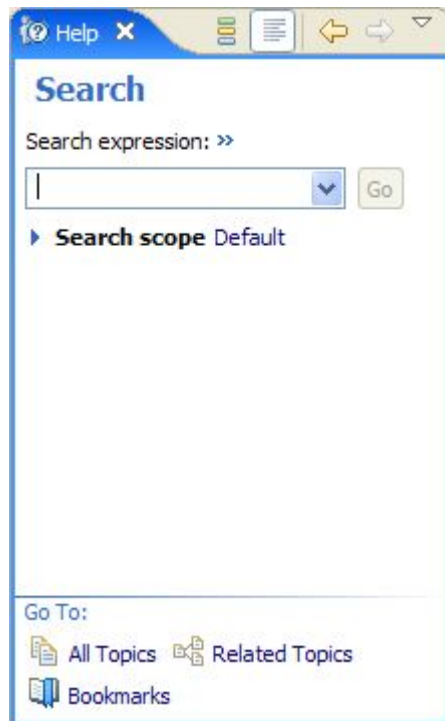 Help
Search
Search expression: »
Go
Search scope Default
Go To:
All Topics Related Topics
Bookmarks